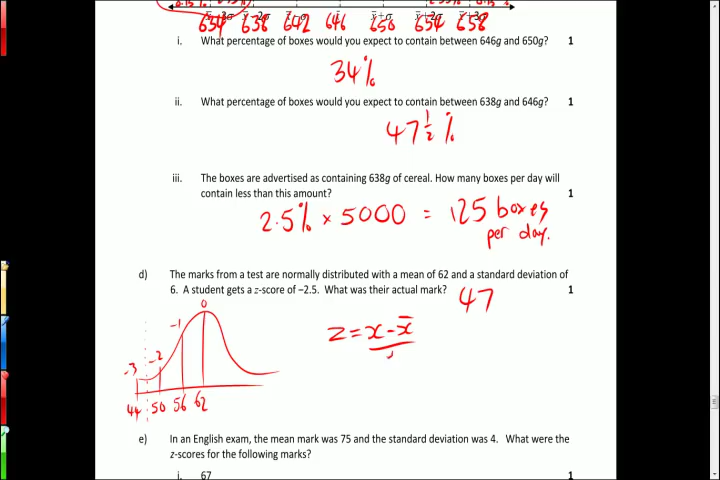 654 638 642 646 650 654 658
i. What percentage of boxes would you expect to contain between 646g and 650g? 1
34%
ii. What percentage of boxes would you expect to contain between 638g and 646g? 1
47 1/2 %
iii. The boxes are advertised as containing 638g of cereal. How many boxes per day will
contain less than this amount? 1
2.5% × 5000 = 125 boxes
per day.
d) The marks from a test are normally distributed with a mean of 62 and a standard deviation of
6. A student gets a z-score of –2.5. What was their actual mark? 1
47
z = x - x̄
0
-1
-2
-3
44 50 56 62
e) In an English exam, the mean mark was 75 and the standard deviation was 4. What were the
z-scores for the following marks?
i. 67 1